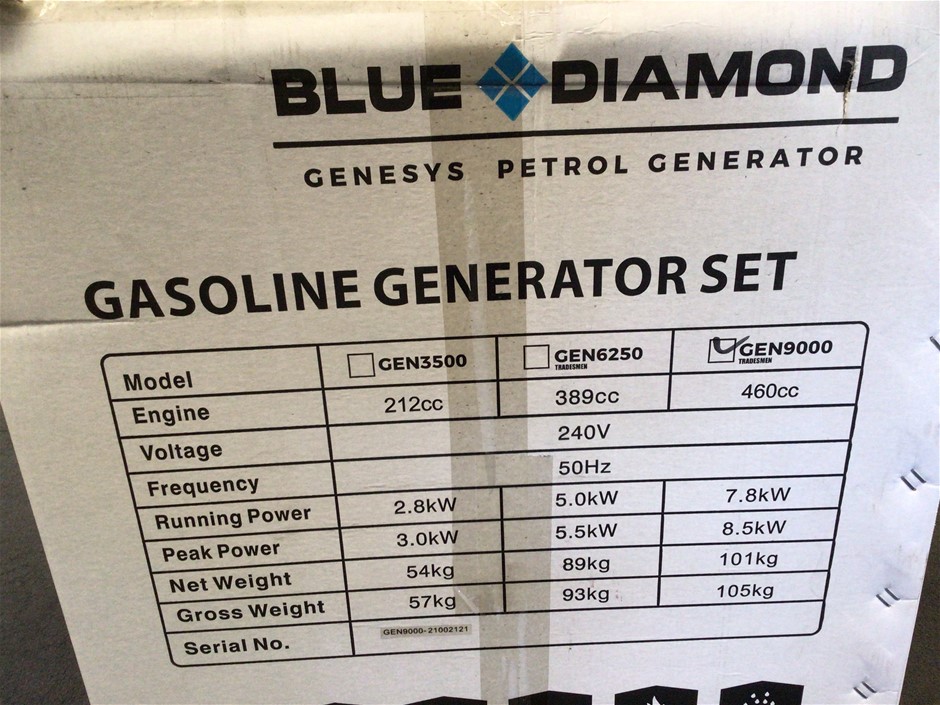 BLUE DIAMOND
GENESYS PETROL GENERATOR
GASOLINE GENERATOR SET
Model GEN3500 GEN6250 TRADESMEN GEN9000 TRADESMEN
Engine 212cc 389cc 460cc
Voltage 240V
Frequency 50Hz
Running Power 2.8kW 5.0kW 7.8kW
Peak Power 3.0kW 5.5kW 8.5kW
Net Weight 54kg 89kg 101kg
Gross Weight 57kg 93kg 105kg
Serial No. GEN9000-21002121